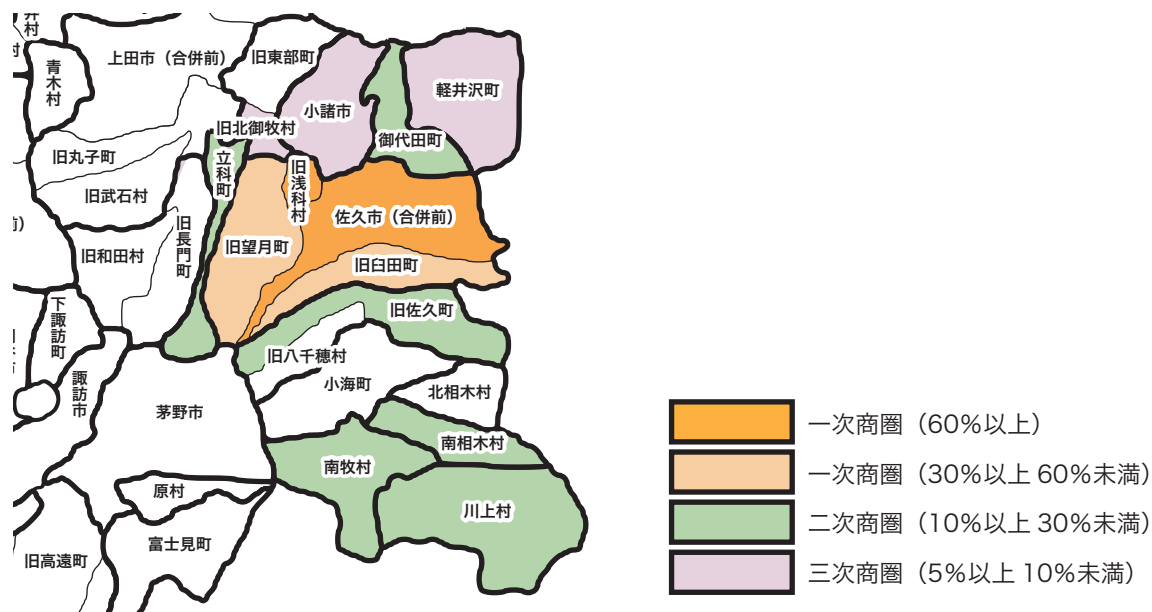 井村
村
青木村
上田市（合併前）
旧東部町
小諸市
軽井沢町
旧北御牧村
御代田町
旧丸子町
立科町
旧浅科村
旧武石村
佐久市（合併前）
前）
旧和田村
旧長門町
旧望月町
旧臼田町
下諏訪町
旧佐久町
旧八千穂村
諏訪市
小海町
北相木村
茅野市
南相木村
南牧村
原村
川上村
富士見町
旧高遠町
一次商圏（60%以上）
一次商圏（30%以上 60%未満）
二次商圏（10%以上 30%未満）
三次商圏（5%以上 10%未満）